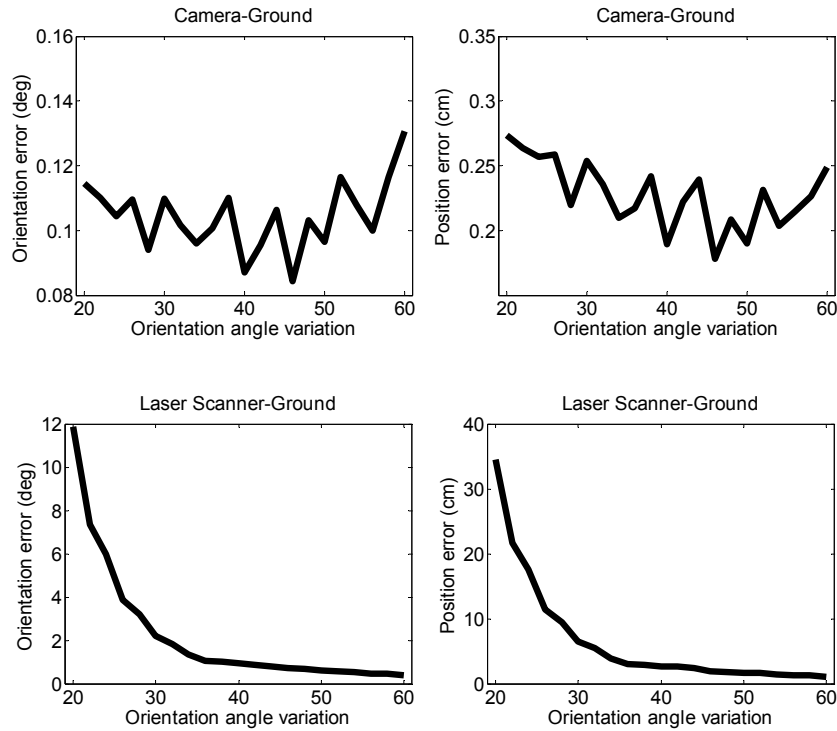 Camera-Ground
Orientation error (deg)
0.16
0.14
0.12
0.1
0.08
20 30 40 50 60
Orientation angle variation
Camera-Ground
Position error (cm)
0.35
0.3
0.25
0.2
20 30 40 50 60
Orientation angle variation
Laser Scanner-Ground
Orientation error (deg)
12
10
8
6
4
2
0
20 30 40 50 60
Orientation angle variation
Laser Scanner-Ground
Position error (cm)
40
30
20
10
0
20 30 40 50 60
Orientation angle variation